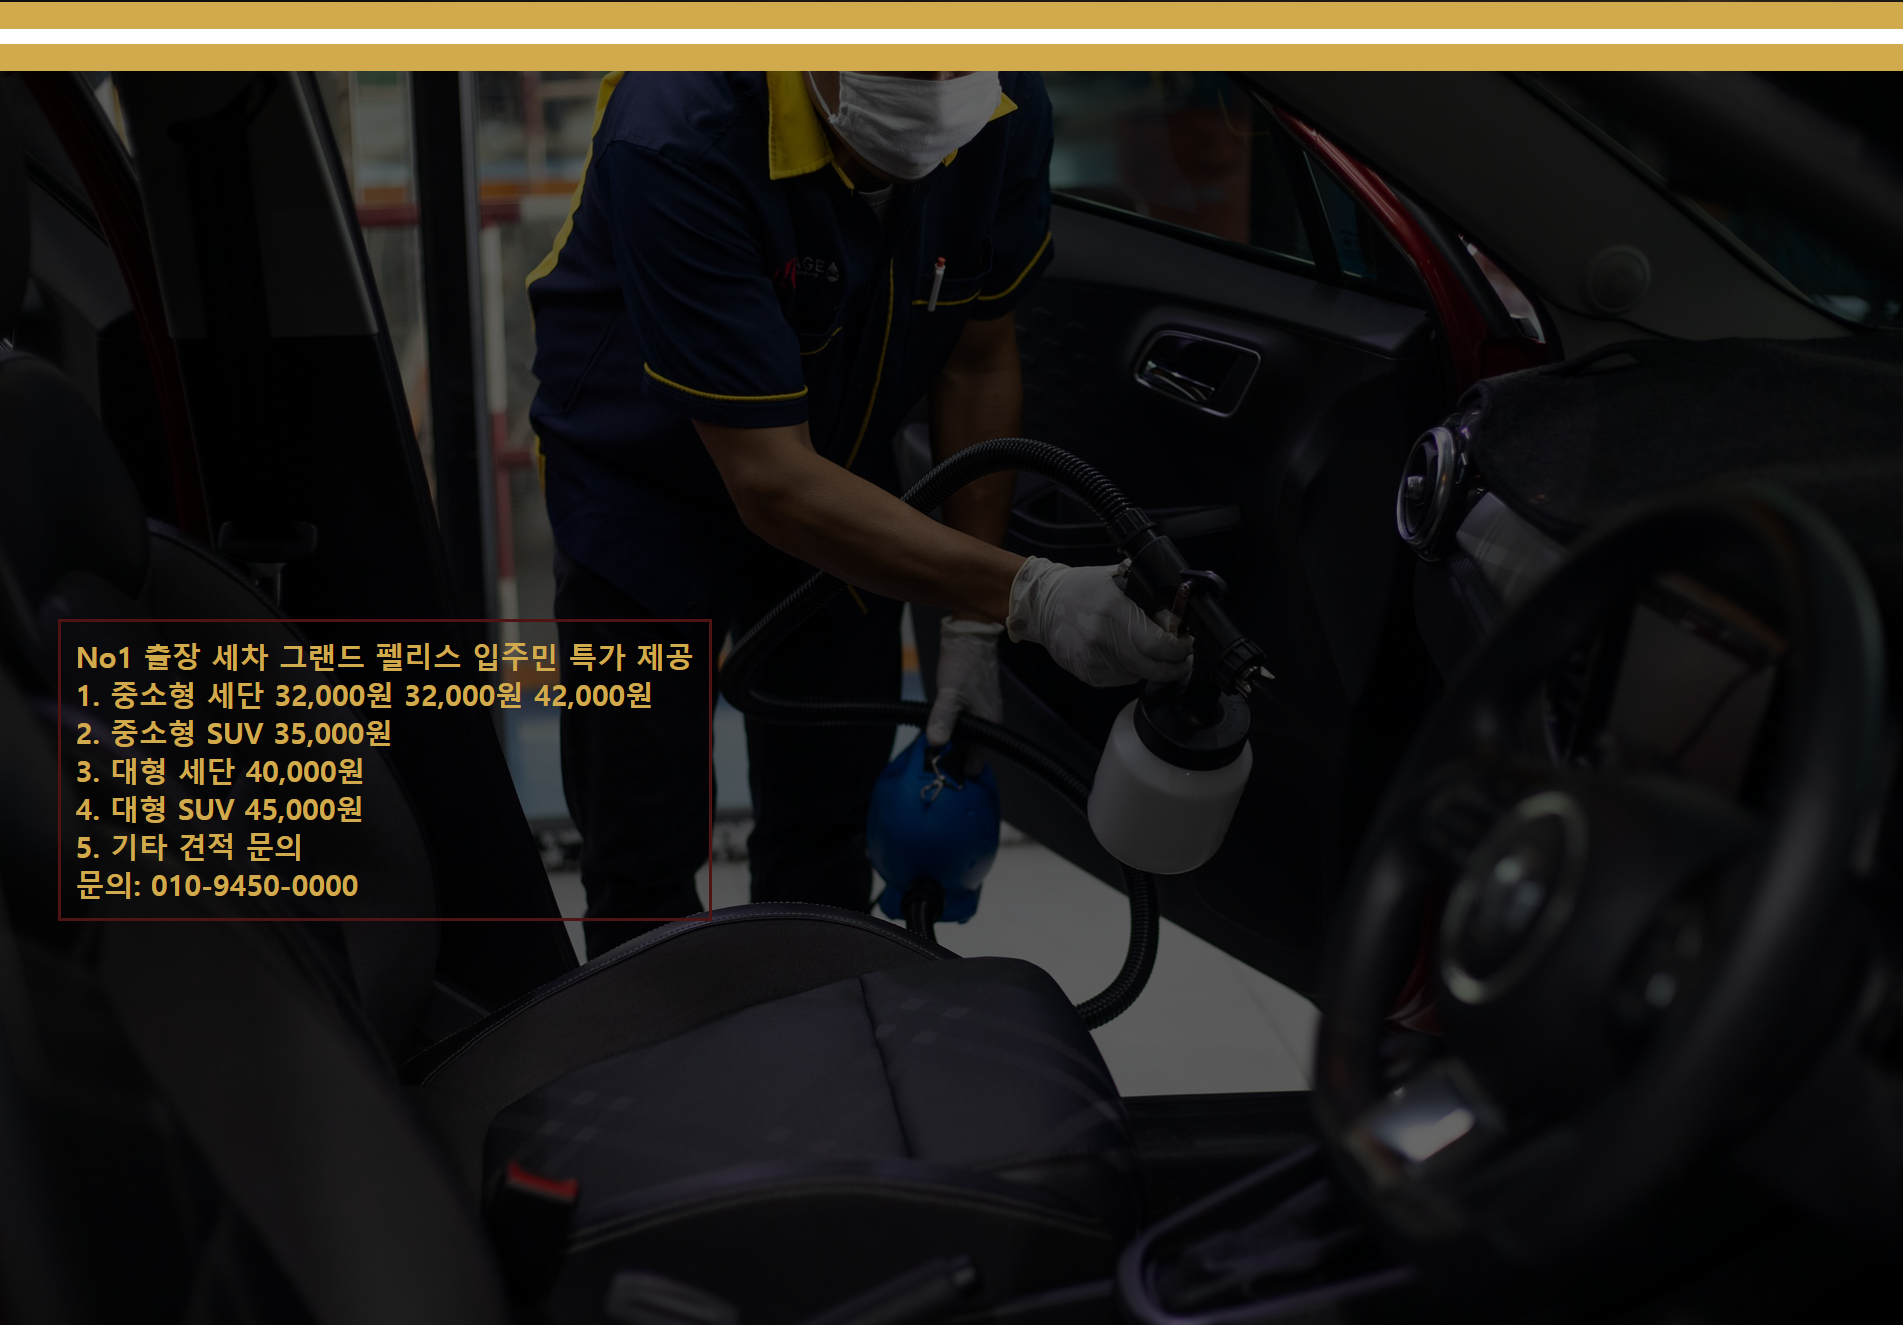 No1 출장 세차 그랜드 펠리스 입주민 특가 제공
1. 중소형 세단 32,000원 32,000원 42,000원
2. 중소형 SUV 35,000원
3. 대형 세단 40,000원
4. 대형 SUV 45,000원
5. 기타 견적 문의
문의: 010-9450-0000